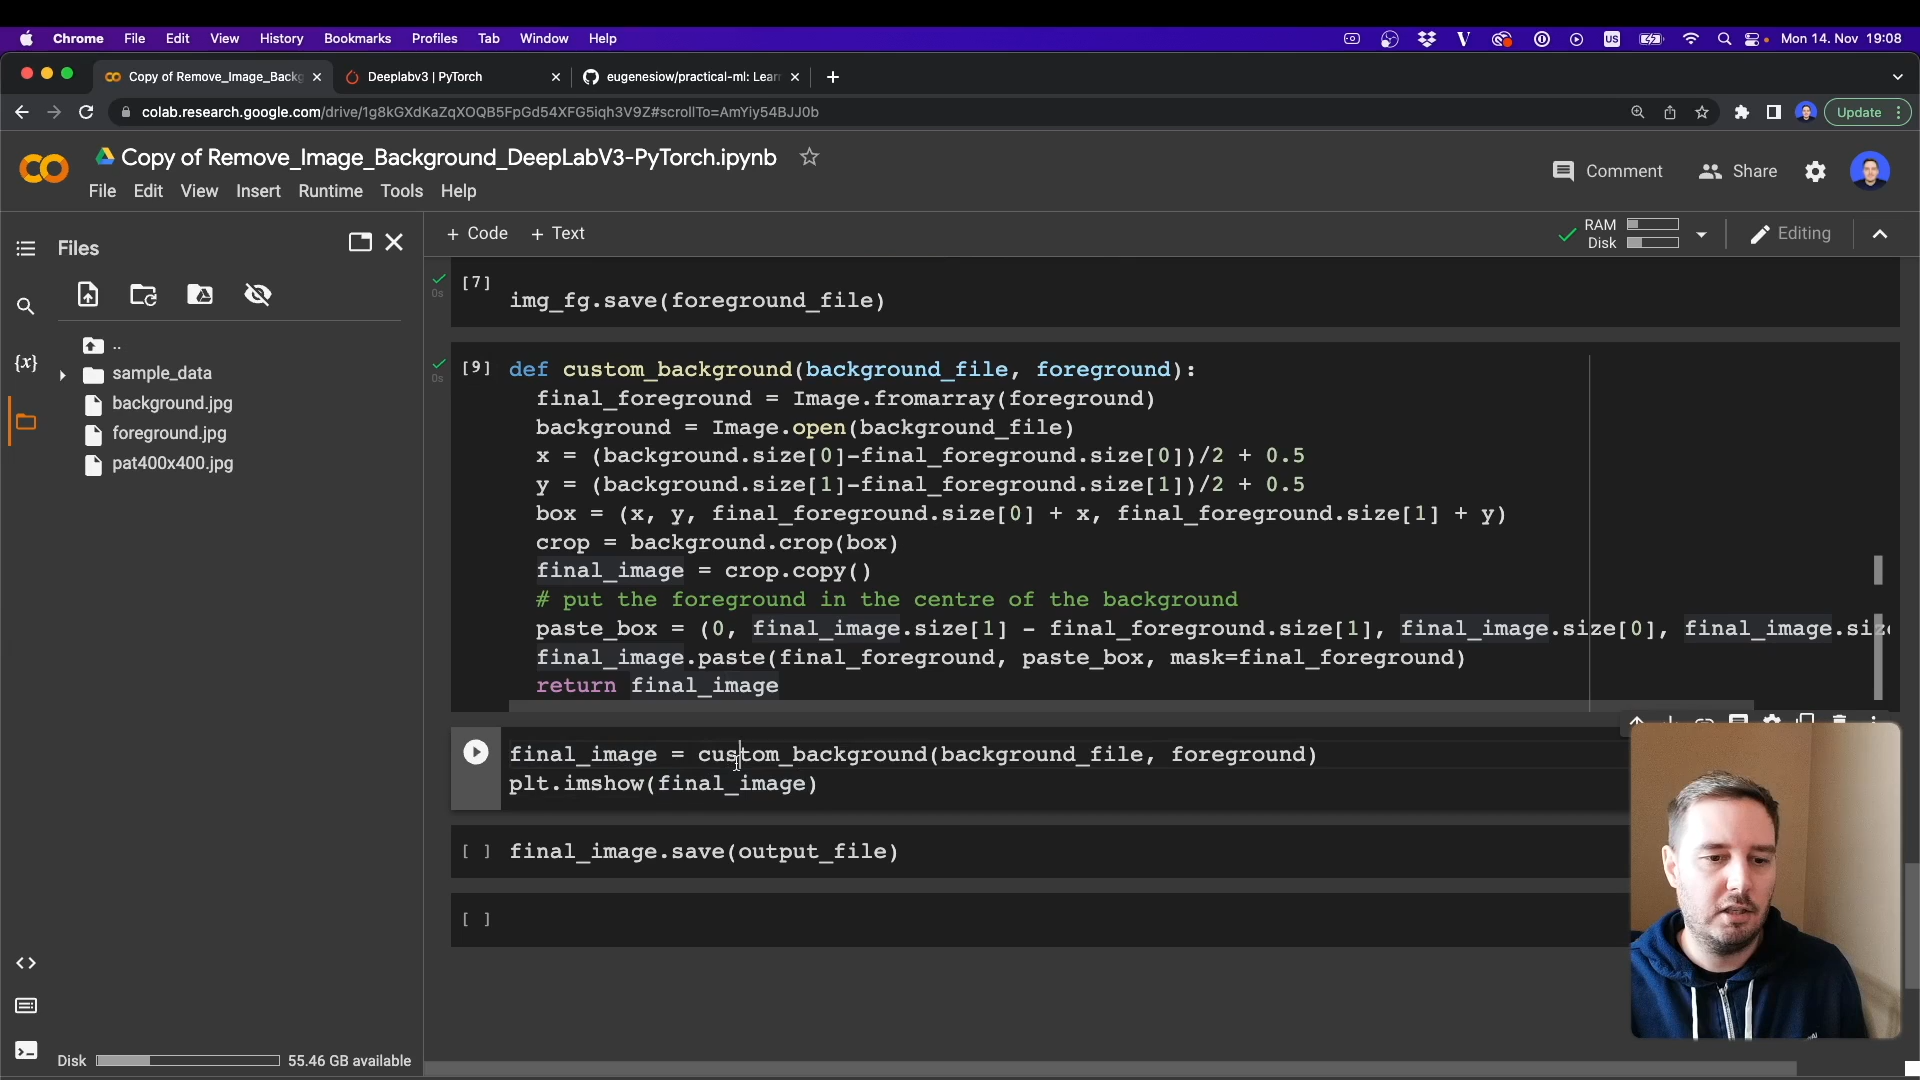 Chrome File Edit View History Bookmarks Profiles Tab Window Help
US Mon 14. Nov 19:08
Copy of Remove_Image_Backg
Deeplabv3 | PyTorch
eugenesiow/practical-ml: Lear
colab.research.google.com/drive/1g8kGXdKaZqXOQB5FpGd54XFG5iqh3V9Z#scrollTo=AmYiy54BJJ0b
Update
Copy of Remove_Image_Background_DeepLabV3-PyTorch.ipynb
File Edit View Insert Runtime Tools Help
Comment
Share
Files
+ Code + Text
RAM
Disk
Editing
{x}
..
sample_data
background.jpg
foreground.jpg
pat400x400.jpg
Disk 55.46 GB available
0s
[7]
img_fg.save(foreground_file)
0s
[9] def custom_background(background_file, foreground):
final_foreground = Image.fromarray(foreground)
background = Image.open(background_file)
x = (background.size[0]-final_foreground.size[0])/2 + 0.5
y = (background.size[1]-final_foreground.size[1])/2 + 0.5
box = (x, y, final_foreground.size[0] + x, final_foreground.size[1] + y)
crop = background.crop(box)
final_image = crop.copy()
# put the foreground in the centre of the background
paste_box = (0, final_image.size[1] - final_foreground.size[1], final_image.size[0], final_image.siz
final_image.paste(final_foreground, paste_box, mask=final_foreground)
return final_image
final_image = custom_background(background_file, foreground)
plt.imshow(final_image)
[ ] final_image.save(output_file)
[ ]